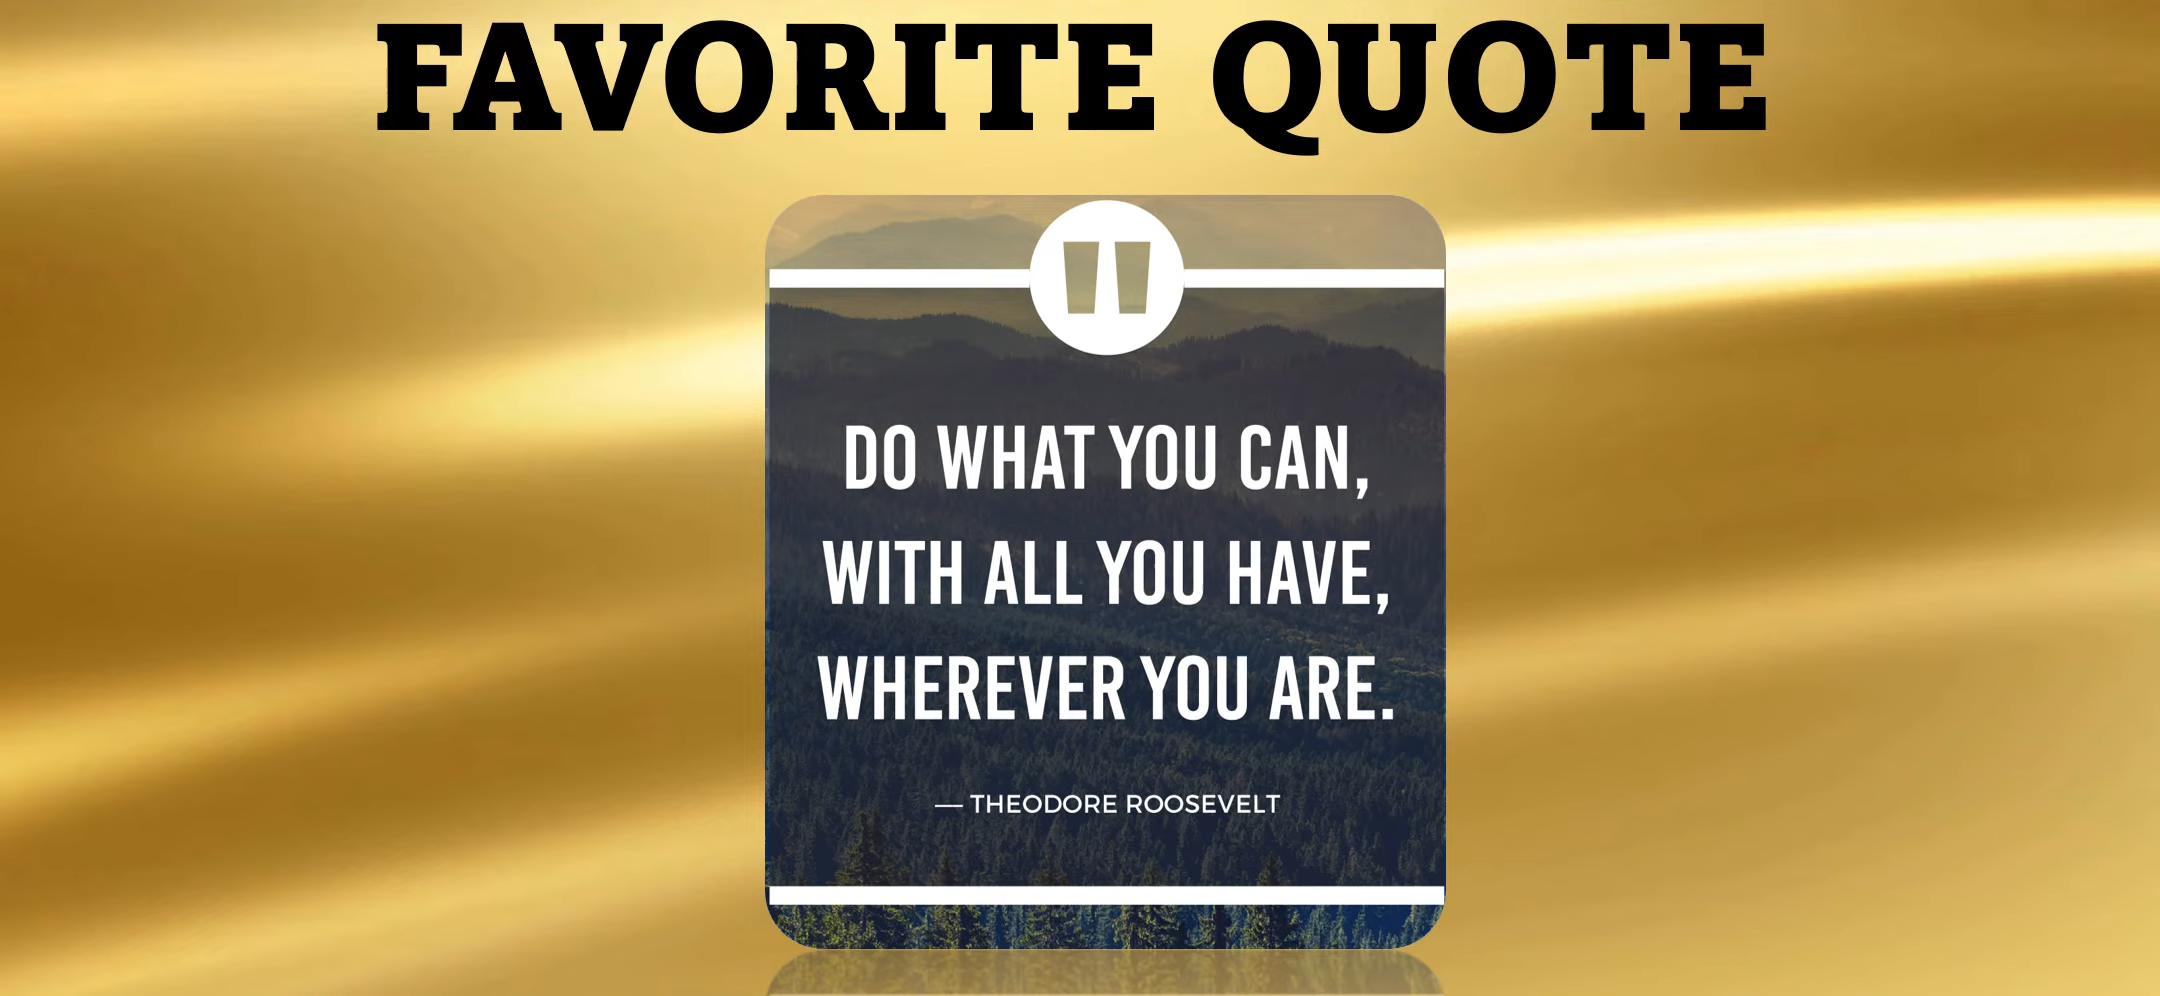 FAVORITE QUOTE
"
DO WHAT YOU CAN,
WITH ALL YOU HAVE,
WHEREVER YOU ARE.
— THEODORE ROOSEVELT